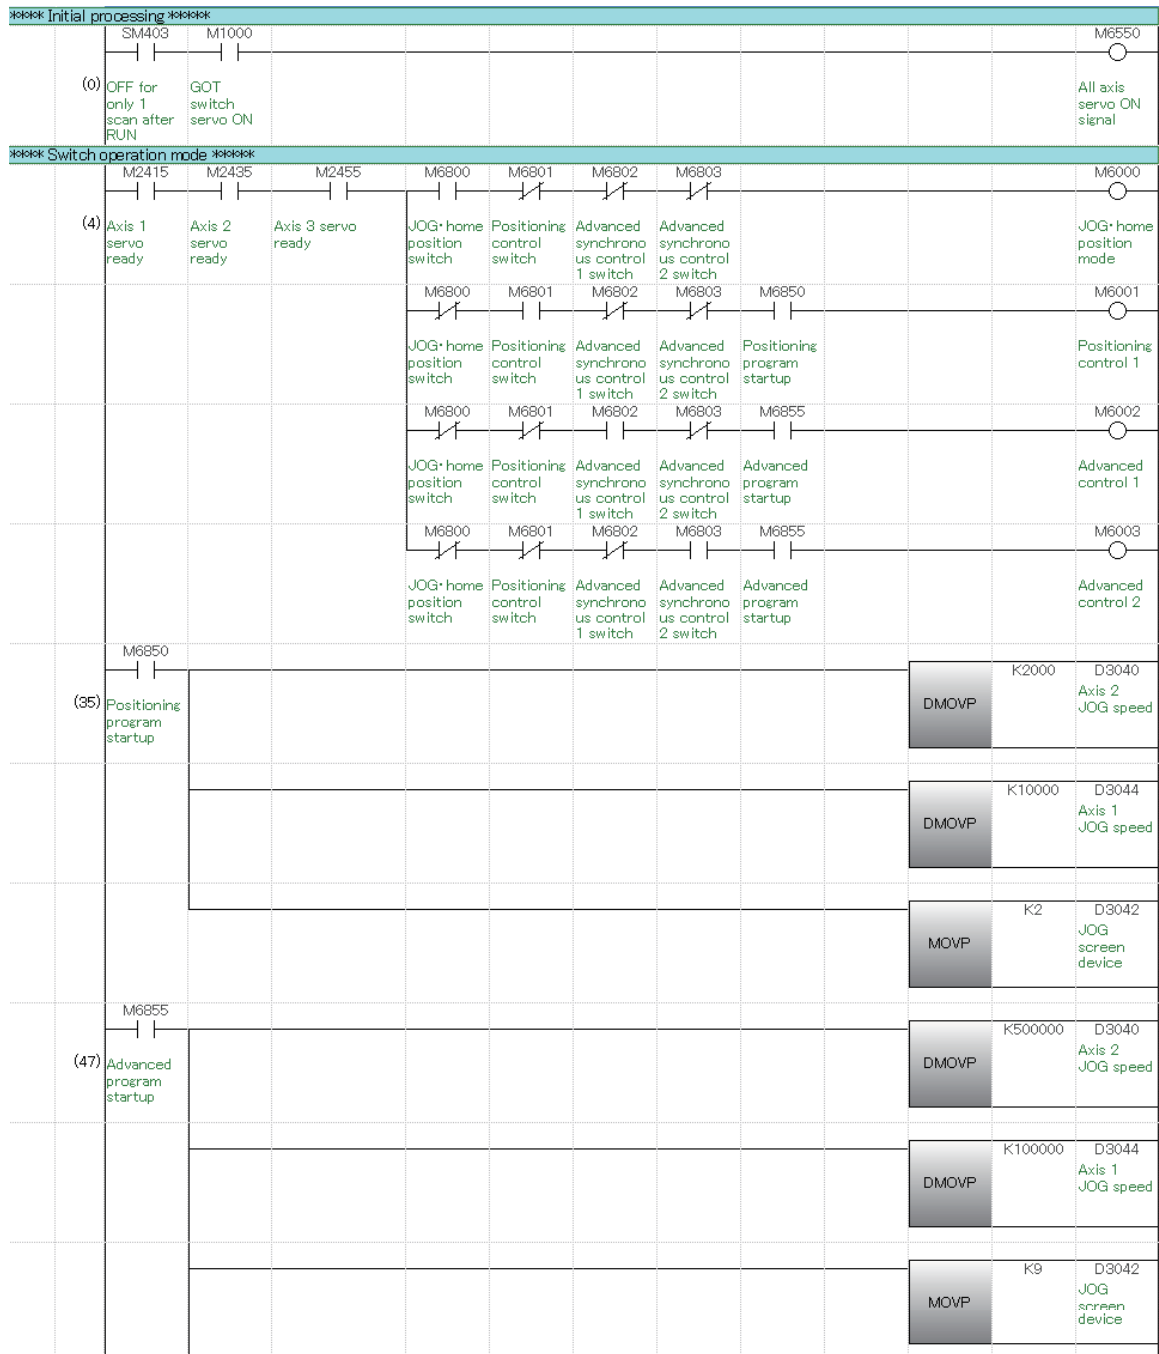 ***** Initial processing ******
SM403 M1000 M6550
(0) OFF for only 1 scan after RUN
GOT switch servo ON
All axis servo ON signal
***** Switch operation mode ******
M2415 M2435 M2455 M6800 M6801 M6802 M6803 M6000
(4) Axis 1 servo ready
Axis 2 servo ready
Axis 3 servo ready
JOG・home position switch
Positioning control switch
Advanced synchrono us control 1 switch
Advanced synchrono us control 2 switch
JOG・home position mode
M6800 M6801 M6802 M6803 M6850 M6001
JOG・home position switch
Positioning control switch
Advanced synchrono us control 1 switch
Advanced synchrono us control 2 switch
Positioning program startup
Positioning control 1
M6800 M6801 M6802 M6803 M6855 M6002
JOG・home position switch
Positioning control switch
Advanced synchrono us control 1 switch
Advanced synchrono us control 2 switch
Advanced program startup
Advanced control 1
M6800 M6801 M6802 M6803 M6855 M6003
JOG・home position switch
Positioning control switch
Advanced synchrono us control 1 switch
Advanced synchrono us control 2 switch
Advanced program startup
Advanced control 2
M6850
(35) Positioning program startup
DMOVP K2000 D3040
Axis 2 JOG speed
DMOVP K10000 D3044
Axis 1 JOG speed
MOVP K2 D3042
JOG screen device
M6855
(47) Advanced program startup
DMOVP K500000 D3040
Axis 2 JOG speed
DMOVP K100000 D3044
Axis 1 JOG speed
MOVP K9 D3042
JOG screen device